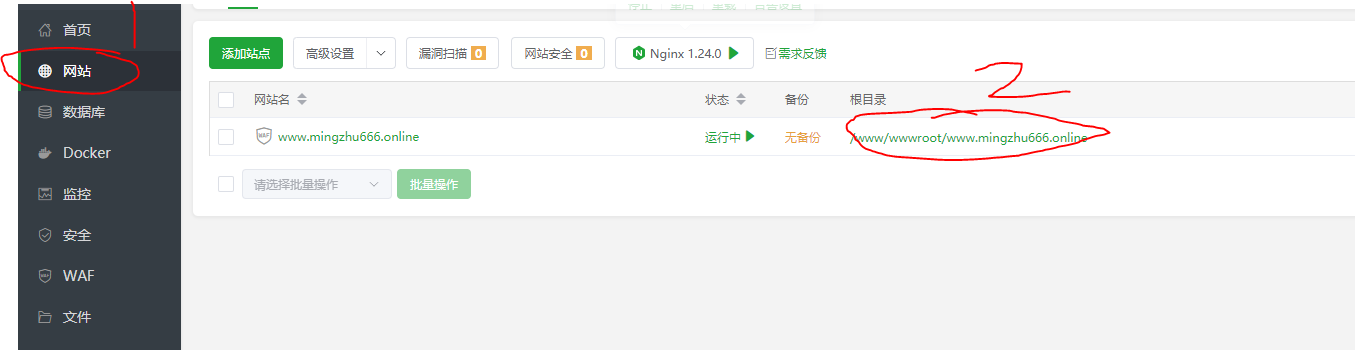 1
首页
网站
数据库
Docker
监控
安全
WAF
文件
添加站点 高级设置 漏洞扫描 0 网站安全 0 Nginx 1.24.0 需求反馈
2
网站名 状态 备份 根目录
WAF www.mingzhu666.online 运行中 无备份 /www/wwwroot/www.mingzhu666.online
请选择批量操作 批量操作